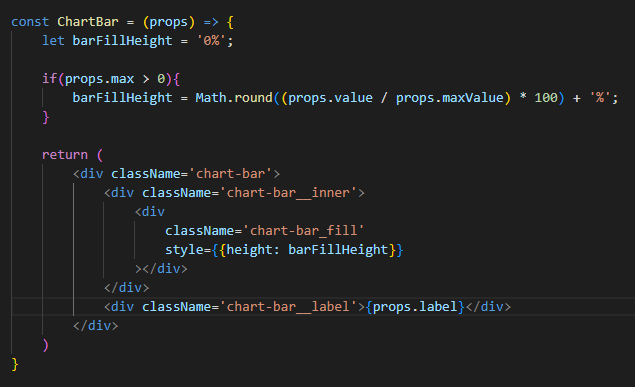 const ChartBar = (props) => {
    let barFillHeight = '0%';

    if(props.max > 0){
        barFillHeight = Math.round((props.value / props.maxValue) * 100) + '%';
    }

    return (
        <div className='chart-bar'>
            <div className='chart-bar__inner'>
                <div
                    className='chart-bar_fill'
                    style={{height: barFillHeight}}
                ></div>
            </div>
            <div className='chart-bar__label'>{props.label}</div>
        </div>
    )
}